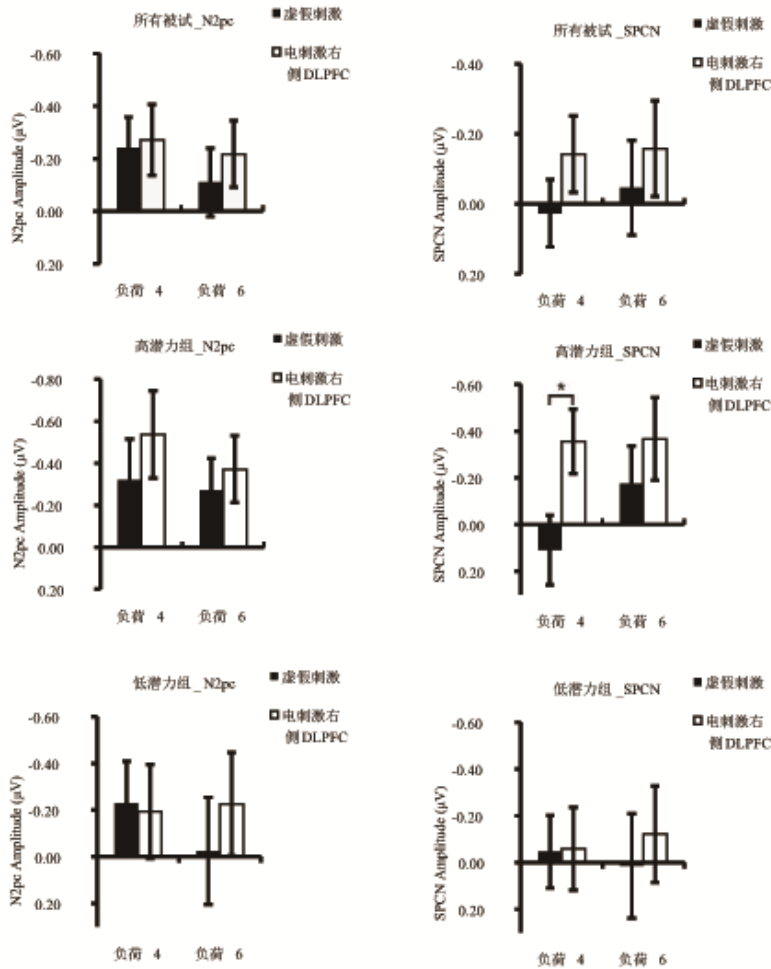 所有被试_N2pc
■虚假刺激
□电刺激右
侧DLPFC
N2pc Amplitude (μV)
-0.60
-0.40
-0.20
0.00
0.20
负荷 4
负荷 6
所有被试_SPCN
■虚假刺激
□电刺激右
侧DLPFC
SPCN Amplitude (μV)
-0.40
-0.20
0.00
0.20
负荷 4
负荷 6
高潜力组_N2pc
■虚假刺激
□电刺激右
侧DLPFC
N2pc Amplitude (μV)
-0.80
-0.60
-0.40
-0.20
0.00
0.20
负荷 4
负荷 6
高潜力组_SPCN
■虚假刺激
□电刺激右
侧DLPFC
SPCN Amplitude (μV)
-0.60
-0.40
-0.20
0.00
0.20
*
负荷 4
负荷 6
低潜力组_N2pc
■虚假刺激
□电刺激右
侧DLPFC
N2pc Amplitude (μV)
-0.60
-0.40
-0.20
0.00
0.20
负荷 4
负荷 6
低潜力组_SPCN
■虚假刺激
□电刺激右
侧DLPFC
SPCN Amplitude (μV)
-0.60
-0.40
-0.20
0.00
0.20
负荷 4
负荷 6